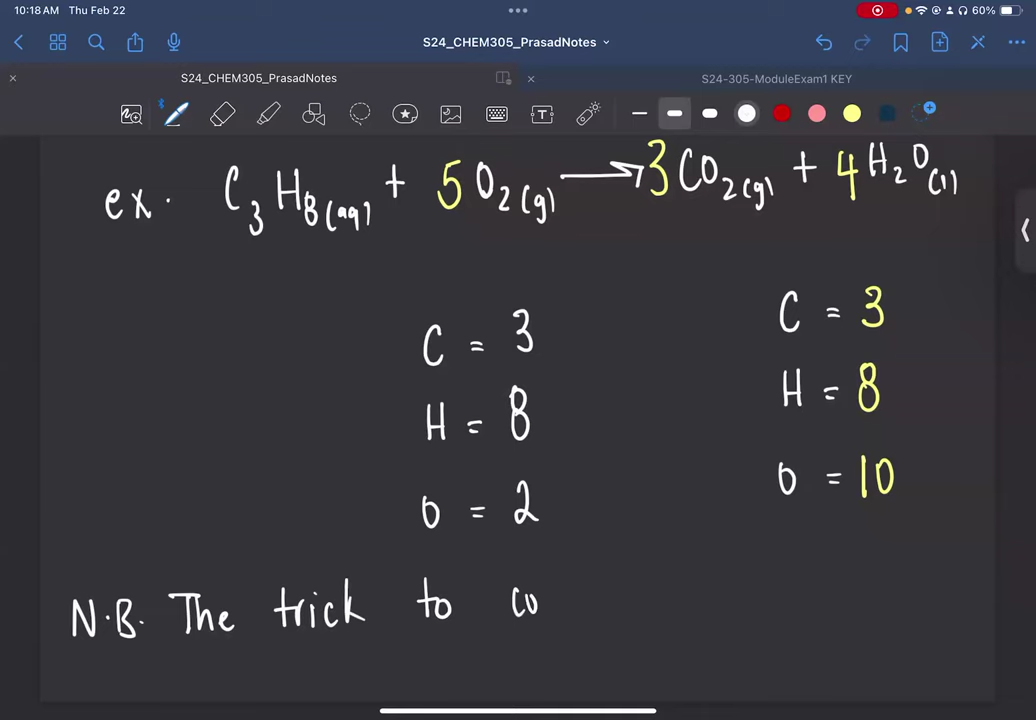 10:18 AM Thu Feb 22
60%
S24_CHEM305_PrasadNotes
S24_CHEM305_PrasadNotes
S24-305-ModuleExam1 KEY
ex. C3H8(aq) + 5O2(g) → 3CO2(g) + 4H2O(l)
C = 3
H = 8
O = 2
C = 3
H = 8
O = 10
N.B. The trick to co